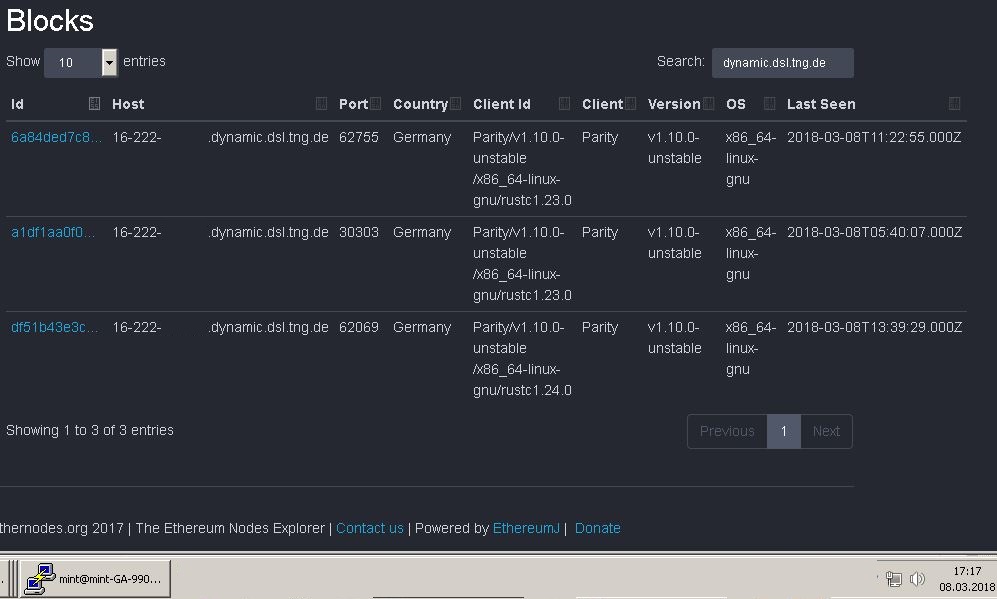 Blocks
Show 10 entries Search: dynamic.dsl.tng.de
Id Host Port Country Client Id Client Version OS Last Seen
6a84ded7c8... 16-222- .dynamic.dsl.tng.de 62755 Germany Parity/v1.10.0- Parity v1.10.0- x86_64- 2018-03-08T11:22:55.000Z
unstable unstable linux-
/x86_64-linux- gnu
gnu/rustc1.23.0
a1df1aa0f0... 16-222- .dynamic.dsl.tng.de 30303 Germany Parity/v1.10.0- Parity v1.10.0- x86_64- 2018-03-08T05:40:07.000Z
unstable unstable linux-
/x86_64-linux- gnu
gnu/rustc1.23.0
df51b43e3c... 16-222- .dynamic.dsl.tng.de 62069 Germany Parity/v1.10.0- Parity v1.10.0- x86_64- 2018-03-08T13:39:29.000Z
unstable unstable linux-
/x86_64-linux- gnu
gnu/rustc1.24.0
Showing 1 to 3 of 3 entries Previous 1 Next
thernodes.org 2017 | The Ethereum Nodes Explorer | Contact us | Powered by EthereumJ | Donate
mint@mint-GA-990... 17:17
08.03.2018